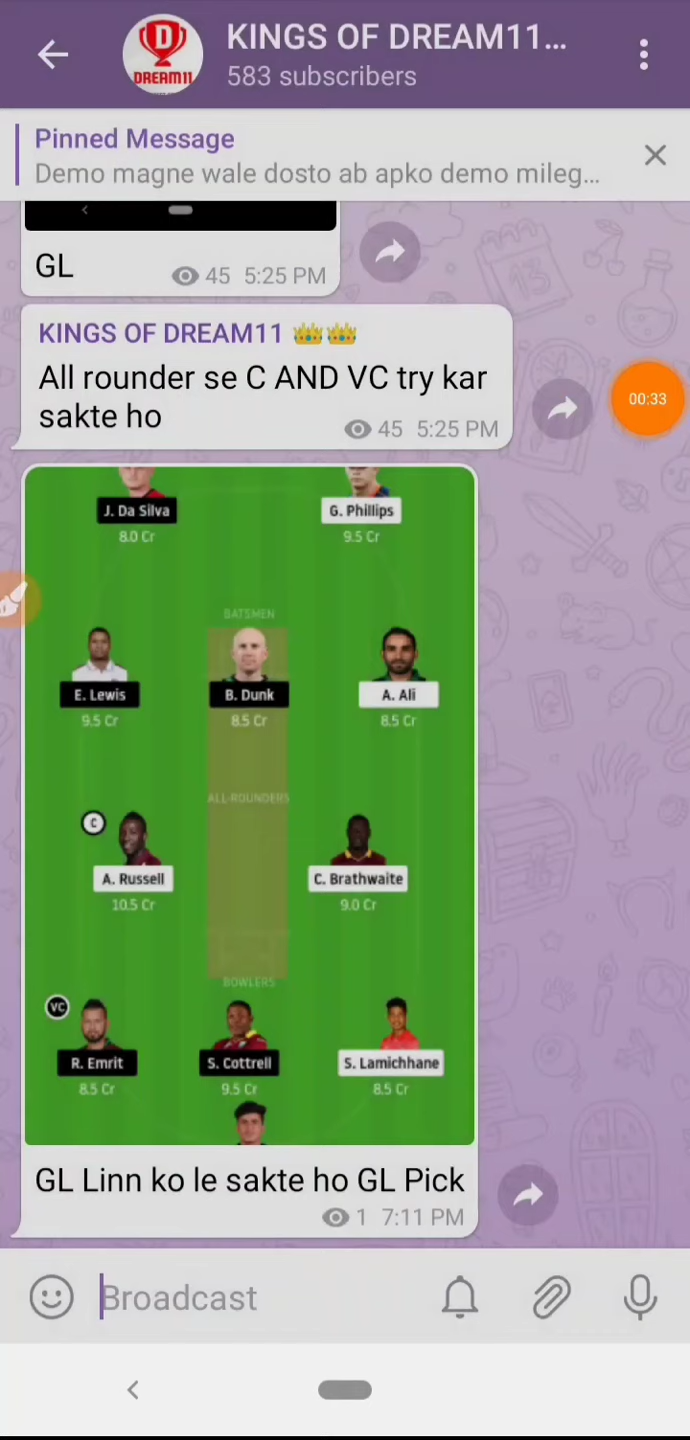 KINGS OF DREAM11...
583 subscribers
DREAM11
Pinned Message
Demo magne wale dosto ab apko demo mileg...
GL
45 5:25 PM
KINGS OF DREAM11 👑👑
All rounder se C AND VC try kar
sakte ho
45 5:25 PM
00:33
J. Da Silva
G. Phillips
8.0 Cr
9.5 Cr
BATSMEN
E. Lewis
B. Dunk
A. Ali
9.5 Cr
8.5 Cr
8.5 Cr
ALL-ROUNDERS
C
A. Russell
C. Brathwaite
10.5 Cr
9.0 Cr
BOWLERS
VC
R. Emrit
S. Cottrell
S. Lamichhane
8.5 Cr
9.5 Cr
8.5 Cr
GL Linn ko le sakte ho GL Pick
1 7:11 PM
Broadcast